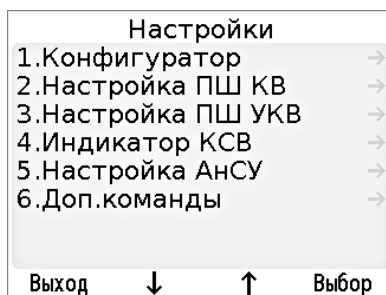 Настройки
1.Конфигуратор →
2.Настройка ПШ КВ →
3.Настройка ПШ УКВ →
4.Индикатор КСВ →
5.Настройка АнСУ →
6.Доп.команды →
Выход ↓ ↑ Выбор